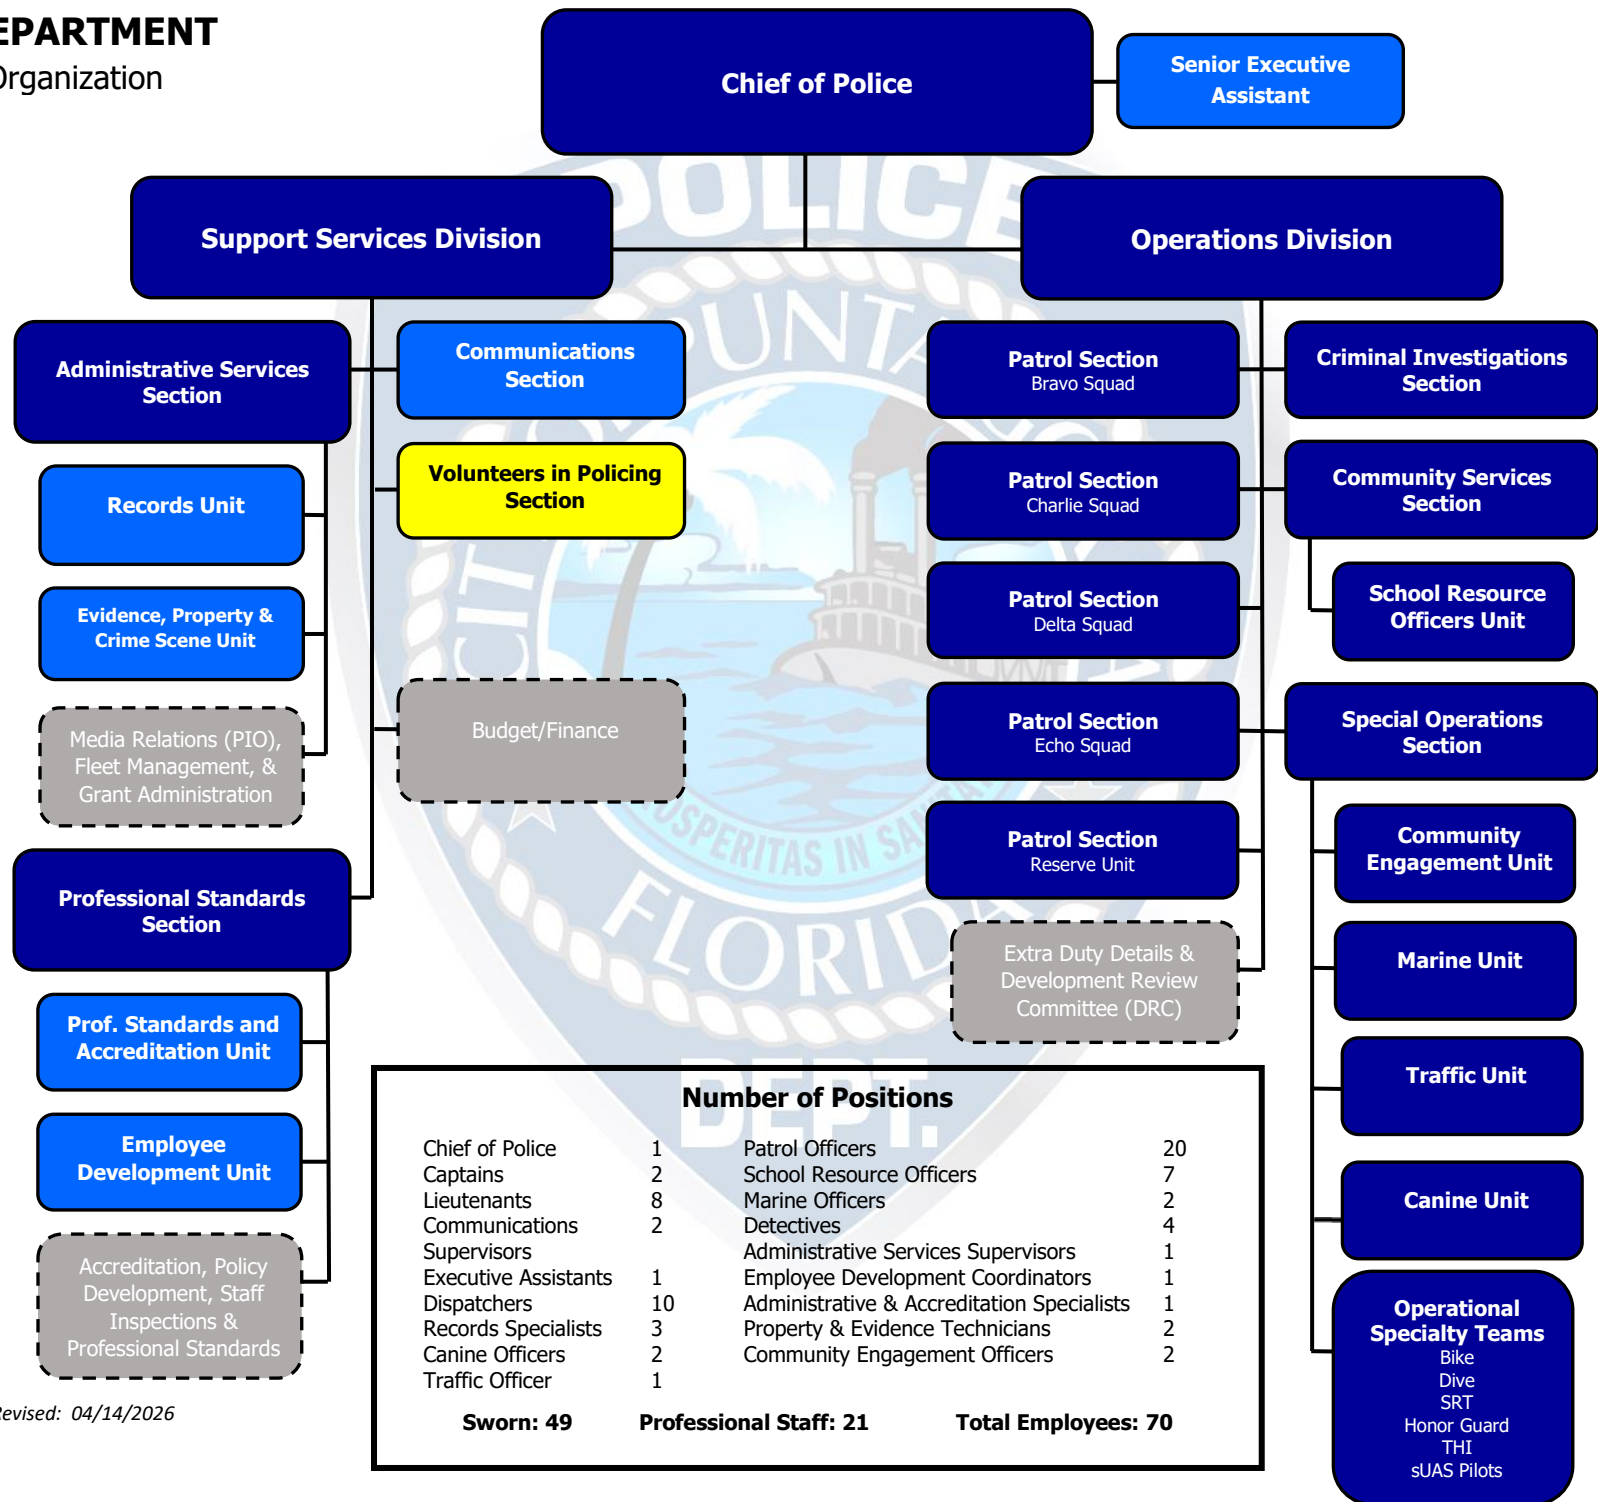 EPARTMENT
Organization
Chief of Police
Senior Executive
Assistant
Support Services Division
Operations Division
Administrative Services
Section
Communications
Section
Volunteers in Policing
Section
Records Unit
Evidence, Property &
Crime Scene Unit
Media Relations (PIO),
Fleet Management, &
Grant Administration
Budget/Finance
Professional Standards
Section
Prof. Standards and
Accreditation Unit
Employee
Development Unit
Accreditation, Policy
Development, Staff
Inspections &
Professional Standards
Patrol Section
Bravo Squad
Patrol Section
Charlie Squad
Patrol Section
Delta Squad
Patrol Section
Echo Squad
Patrol Section
Reserve Unit
Extra Duty Details &
Development Review
Committee (DRC)
Criminal Investigations
Section
Community Services
Section
School Resource
Officers Unit
Special Operations
Section
Community
Engagement Unit
Marine Unit
Traffic Unit
Canine Unit
Operational
Specialty Teams
Bike
Dive
SRT
Honor Guard
THI
sUAS Pilots
POLICE
FLORIDA
DEPT.
Number of Positions
Chief of Police 1 Patrol Officers 20
Captains 2 School Resource Officers 7
Lieutenants 8 Marine Officers 2
Communications 2 Detectives 4
Supervisors Administrative Services Supervisors 1
Executive Assistants 1 Employee Development Coordinators 1
Dispatchers 10 Administrative & Accreditation Specialists 1
Records Specialists 3 Property & Evidence Technicians 2
Canine Officers 2 Community Engagement Officers 2
Traffic Officer 1
Sworn: 49 Professional Staff: 21 Total Employees: 70
Revised: 04/14/2026